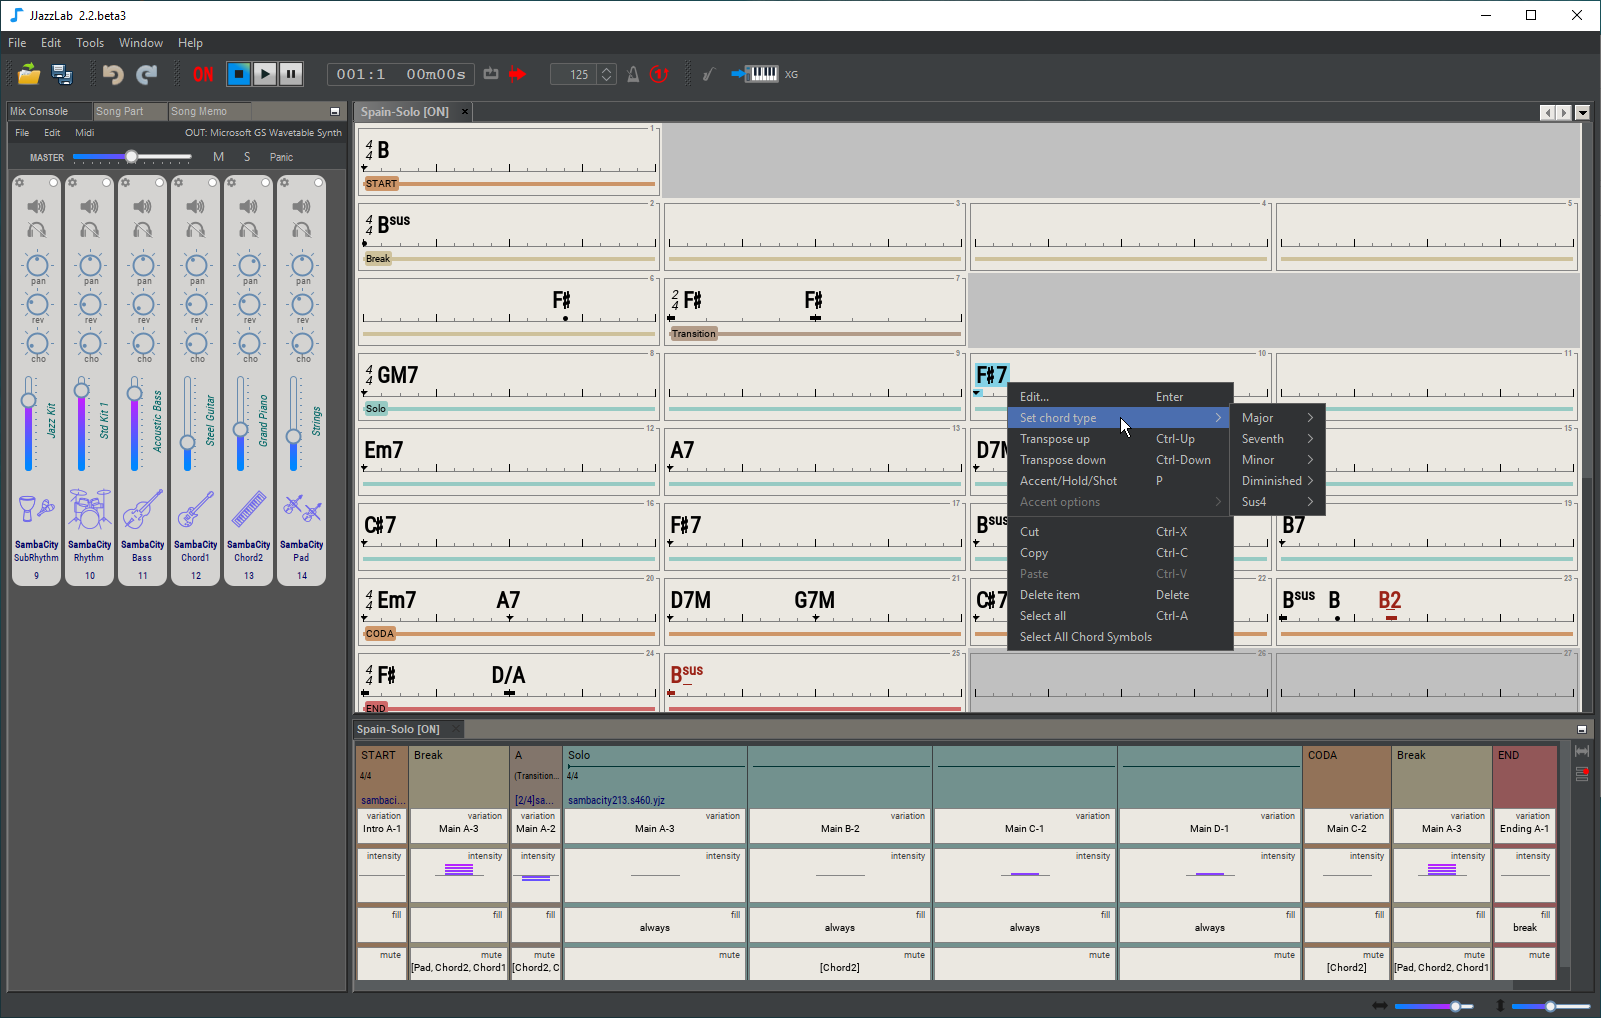 JJazzLab 2.2.beta3
File Edit Tools Window Help
ON 001:1 00m00s 125 XG
Mix Console Song Part Song Memo
File Edit Midi OUT: Microsoft GS Wavetable Synth
MASTER M S Panic
pan pan pan pan pan pan
rev rev rev rev rev rev
cho cho cho cho cho cho
Jazz Kit Std Kit 1 Acoustic Bass Steel Guitar Grand Piano Strings
SambaCity SambaCity SambaCity SambaCity SambaCity SambaCity
SubRhythm Rhythm Bass Chord1 Chord2 Pad
9 10 11 12 13 14
Spain-Solo [ON]
1
4/4 B
START
2 3 4 5
4/4 Bsus
Break
6 7
F# 2/4 F# F#
Transition
8 9 10 11
4/4 GM7 F#7
Solo
12 13 15
Em7 A7 D7M
16 17 19
C#7 F#7 Bsus B7
20 21 22 23
4/4 Em7 A7 D7M G7M C#7 Bsus B B2
CODA
24 25 26 27
4/4 F# D/A Bsus
END
Edit... Enter
Set chord type
Transpose up Ctrl-Up
Transpose down Ctrl-Down
Accent/Hold/Shot P
Accent options
Cut Ctrl-X
Copy Ctrl-C
Paste Ctrl-V
Delete item Delete
Select all Ctrl-A
Select All Chord Symbols
Major
Seventh
Minor
Diminished
Sus4
Spain-Solo [ON]
START Break A Solo CODA Break END
4/4 (Transition... 4/4
sambaci... [2/4]sa... sambacity213.s460.yjz
variation variation variation variation variation variation variation variation variation variation
Intro A-1 Main A-3 Main A-2 Main A-3 Main B-2 Main C-1 Main D-1 Main C-2 Main A-3 Ending A-1
intensity intensity intensity intensity intensity intensity intensity intensity intensity intensity
fill fill fill fill fill fill fill fill fill fill
always always always always break
mute mute mute mute mute mute mute mute mute mute
[Pad, Chord2, Chord1 [Chord2, C [Chord2] [Chord2] [Pad, Chord2, Chord1